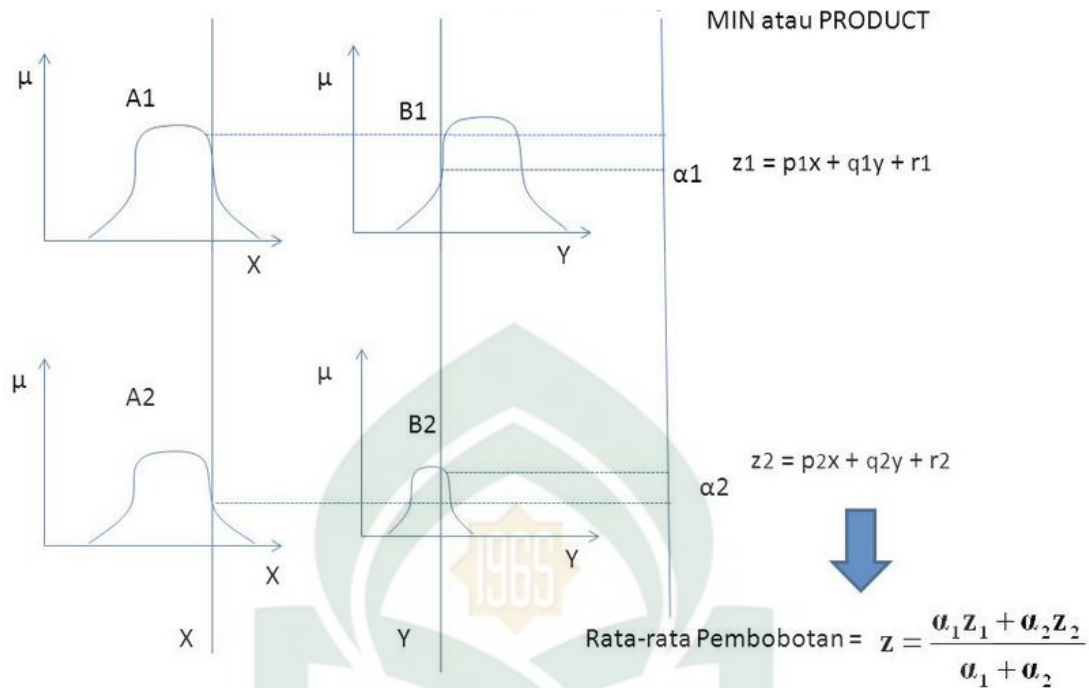 MIN atau PRODUCT
μ
A1
X
μ
B1
Y
α1
z1 = p1x + q1y + r1
μ
A2
X
μ
B2
Y
α2
z2 = p2x + q2y + r2
1965
X
Y
Rata-rata Pembobotan = z = (α₁z₁ + α₂z₂) / (α₁ + α₂)